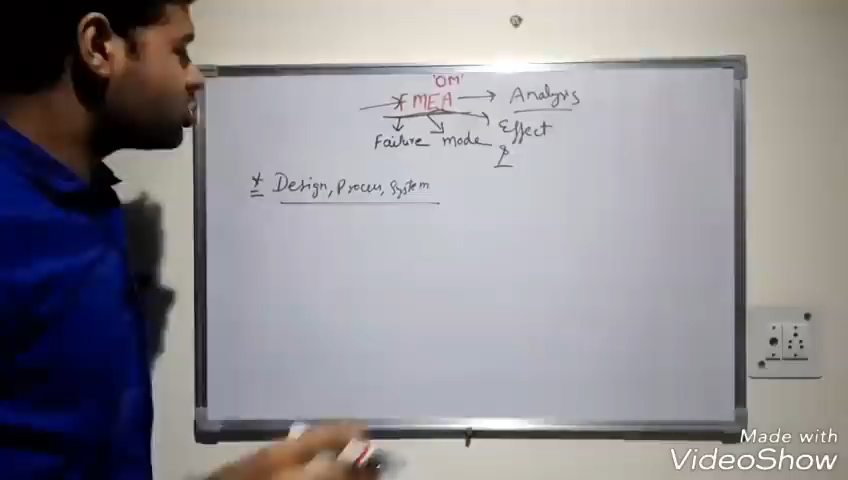 'OM'
FMEA → Analysis
Effect
Failure mode
&
* Design, Process, System
Made with
VideoShow